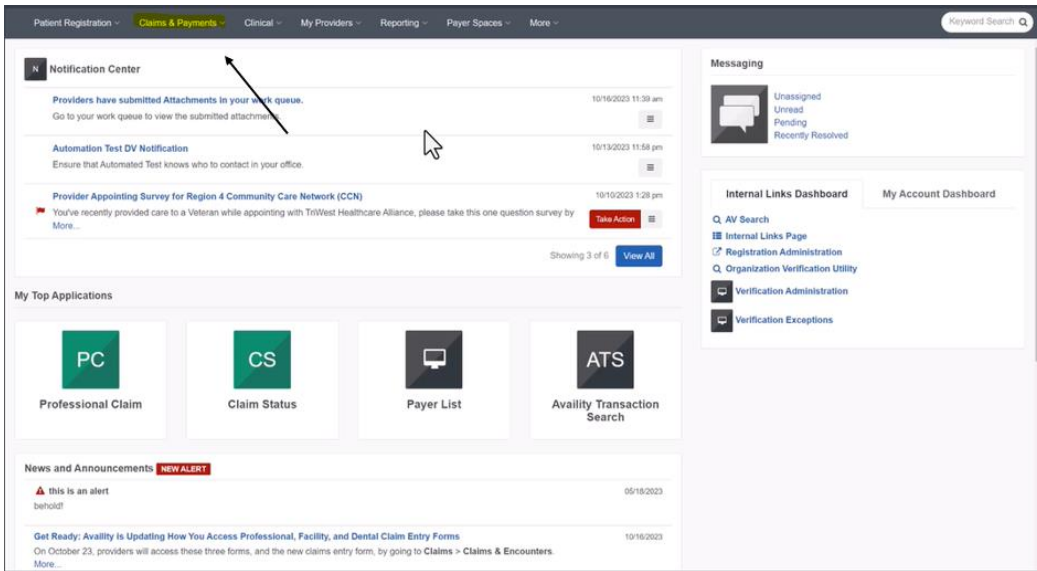 Patient Registration Claims & Payments Clinical My Providers Reporting Payer Spaces More Keyword Search
N Notification Center
Providers have submitted Attachments in your work queue. 10/16/2023 11:39 am
Go to your work queue to view the submitted attachments.
Automation Test DV Notification 10/13/2023 11:58 pm
Ensure that Automated Test knows who to contact in your office.
Provider Appointing Survey for Region 4 Community Care Network (CCN) 10/10/2023 1:28 pm
You've recently provided care to a Veteran while appointing with TriWest Healthcare Alliance, please take this one question survey by Take Action
More...
Showing 3 of 6 View All
Messaging
Unassigned
Unread
Pending
Recently Resolved
Internal Links Dashboard My Account Dashboard
AV Search
Internal Links Page
Registration Administration
Organization Verification Utility
Verification Administration
Verification Exceptions
My Top Applications
PC CS ATS
Professional Claim Claim Status Payer List Availity Transaction
Search
News and Announcements NEW ALERT
this is an alert 05/18/2023
behold!
Get Ready: Availity is Updating How You Access Professional, Facility, and Dental Claim Entry Forms 10/16/2023
On October 23, providers will access these three forms, and the new claims entry form, by going to Claims > Claims & Encounters.
More...